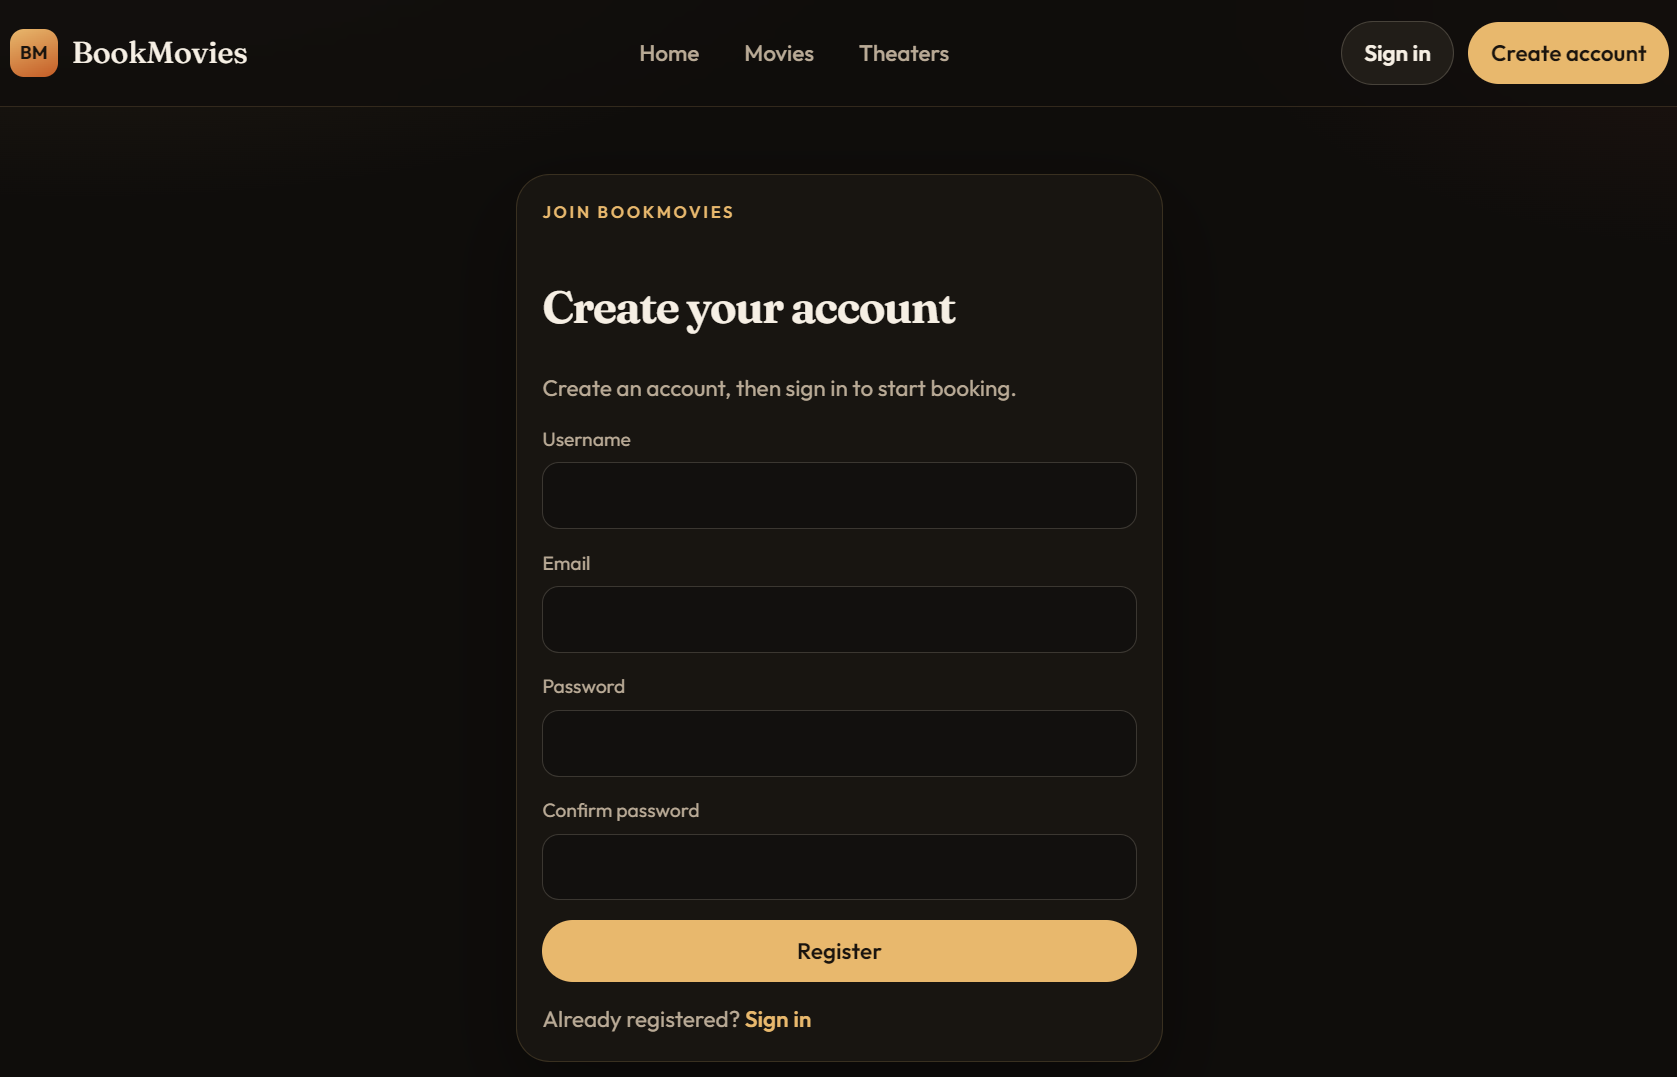 BM BookMovies Home Movies Theaters Sign in Create account
JOIN BOOKMOVIES
Create your account
Create an account, then sign in to start booking.
Username
Email
Password
Confirm password
Register
Already registered? Sign in